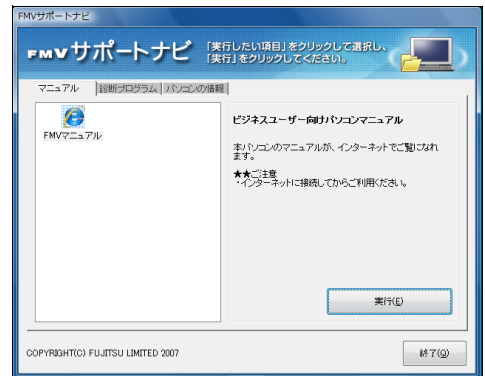 FMVサポートナビ
FMVサポートナビ
「実行したい項目」をクリックして選択し、
「実行」をクリックしてください。
マニュアル
診断プログラム
パソコンの情報
FMVマニュアル
ビジネスユーザー向けパソコンマニュアル
本パソコンのマニュアルが、インターネットでご覧になれ
ます。
★★ご注意
・インターネットに接続してからご利用ください。
実行(E)
COPYRIGHT(C) FUJITSU LIMITED 2007
終了(Q)